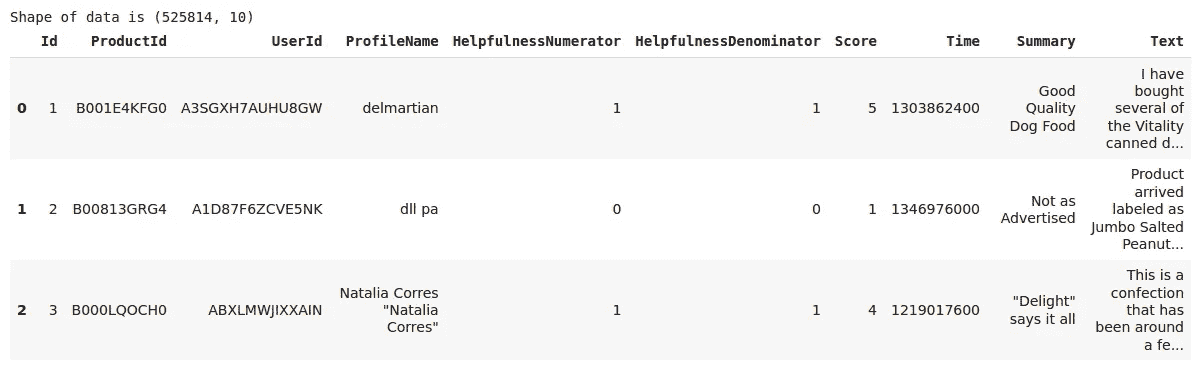 Shape of data is (525814, 10)
Id ProductId UserId ProfileName HelpfulnessNumerator HelpfulnessDenominator Score Time Summary Text
0 1 B001E4KFG0 A3SGXH7AUHU8GW delmartian 1 1 5 1303862400 Good Quality Dog Food I have bought several of the Vitality canned d...
1 2 B00813GRG4 A1D87F6ZCVE5NK dll pa 0 0 1 1346976000 Not as Advertised Product arrived labeled as Jumbo Salted Peanut...
2 3 B000LQOCH0 ABXLMWJIXXAIN Natalia Corres "Natalia Corres" 1 1 4 1219017600 "Delight" says it all This is a confection that has been around a fe...